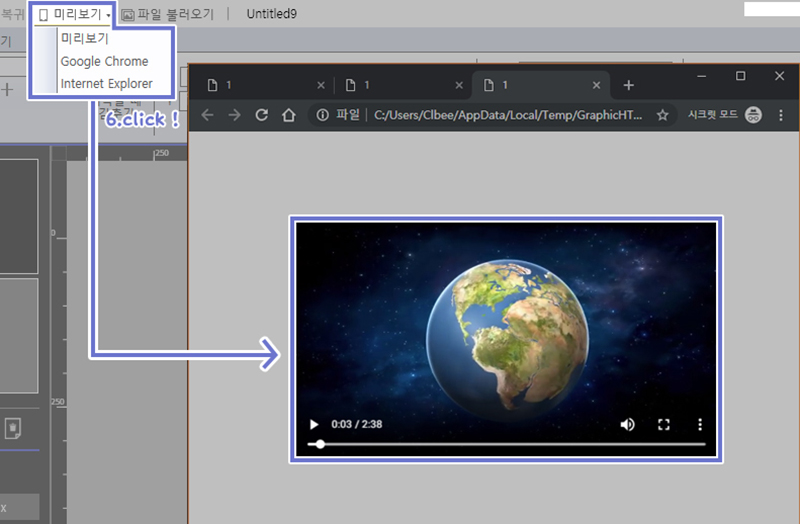 복귀 미리보기 파일 불러오기 | Untitled9
기
미리보기
Google Chrome
Internet Explorer
6.click !
1
1
1
파일 | C:/Users/Clbee/AppData/Local/Temp/GraphicHT...
시크릿 모드
250
0
250
0:03 / 2:38
x